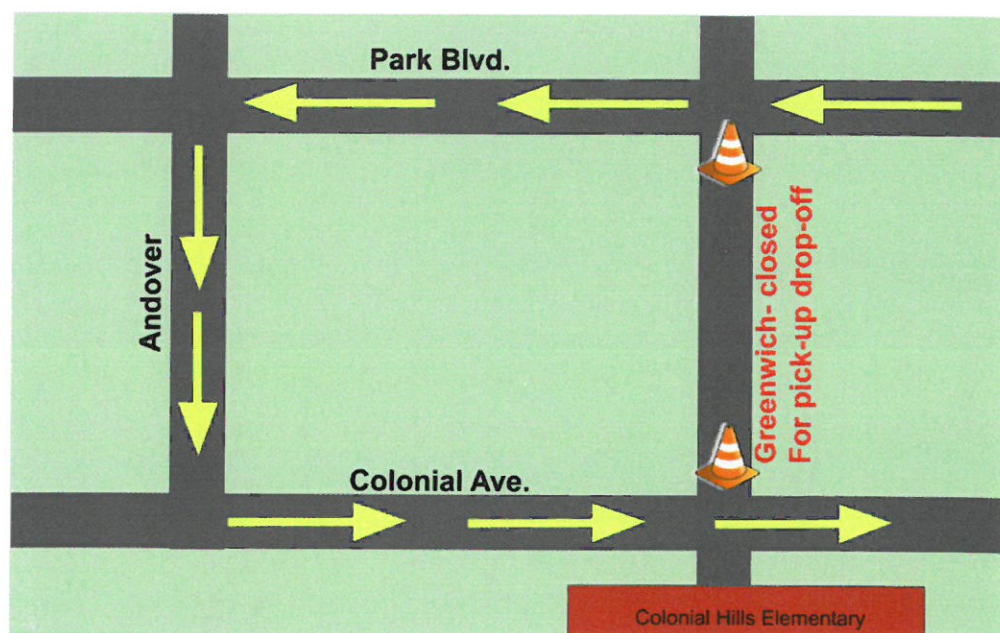 Park Blvd.
Andover
Greenwich- closed
For pick-up drop-off
Colonial Ave.
Colonial Hills Elementary